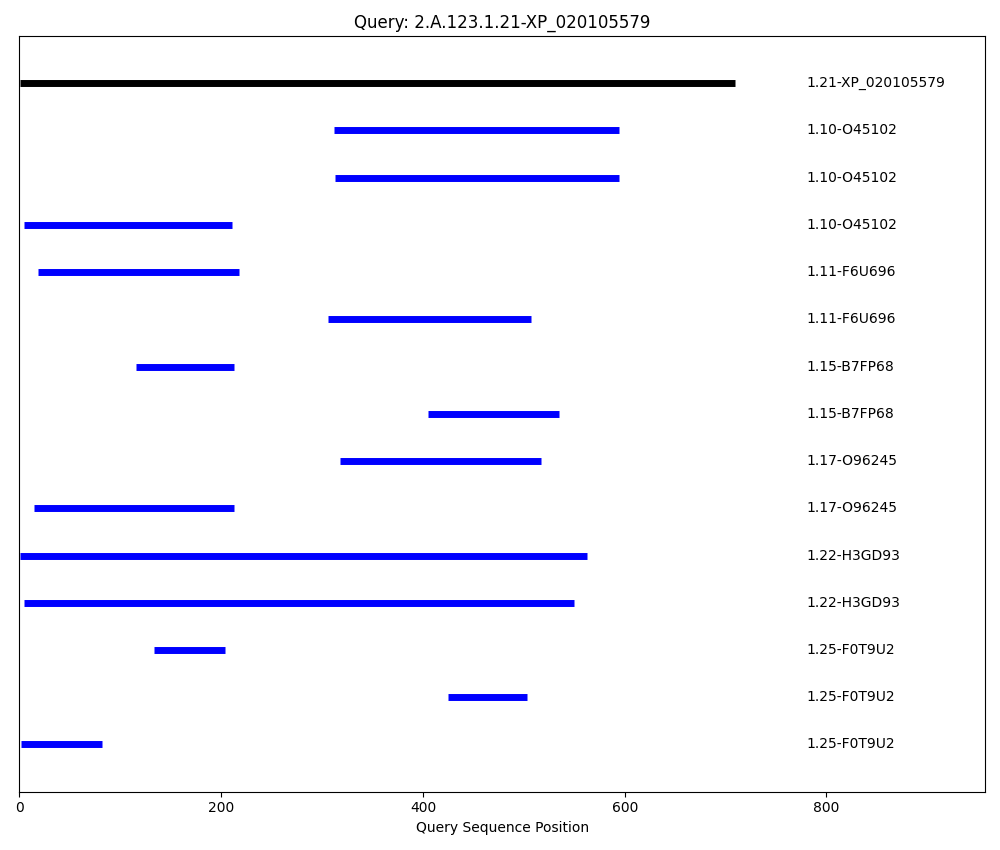 Query: 2.A.123.1.21-XP_020105579
1.21-XP_020105579
1.10-O45102
1.10-O45102
1.10-O45102
1.11-F6U696
1.11-F6U696
1.15-B7FP68
1.15-B7FP68
1.17-O96245
1.17-O96245
1.22-H3GD93
1.22-H3GD93
1.25-F0T9U2
1.25-F0T9U2
1.25-F0T9U2
0 200 400 600 800
Query Sequence Position